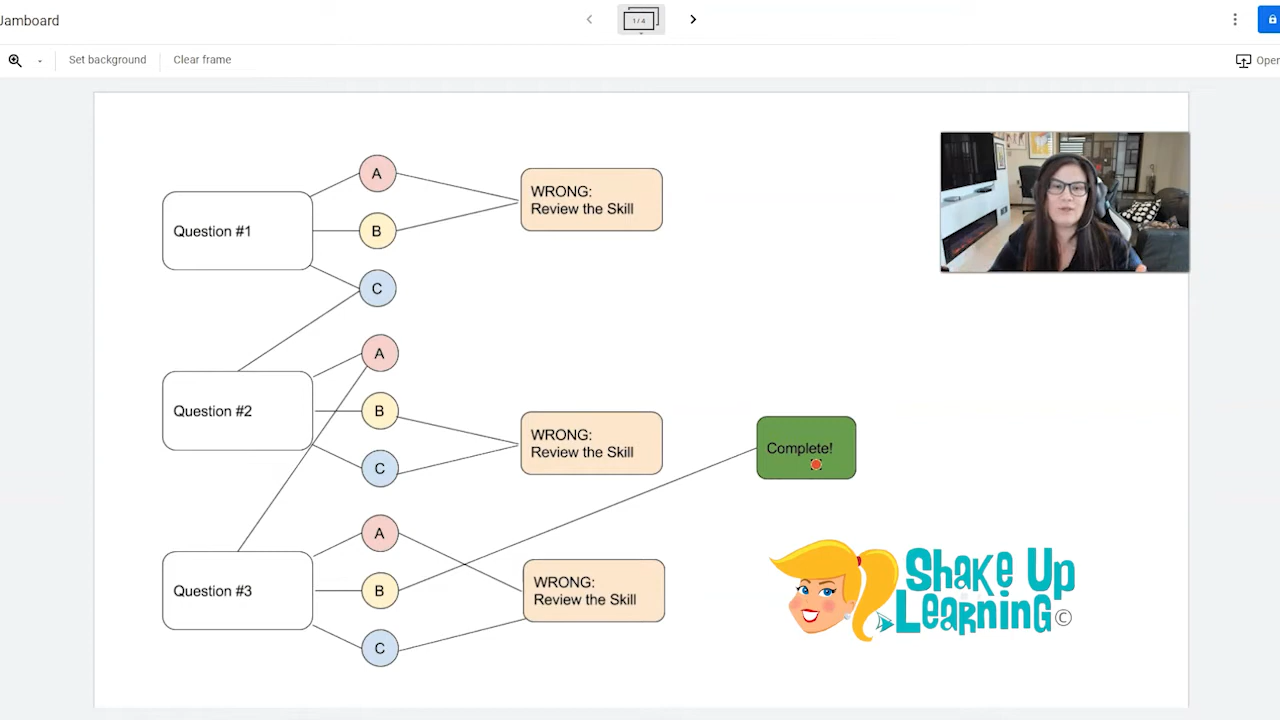 Jamboard
1 / 4
Set background
Clear frame
Open
A
WRONG:
Review the Skill
Question #1
B
C
A
Question #2
B
WRONG:
Review the Skill
C
Complete!
A
Question #3
B
WRONG:
Review the Skill
C
Shake Up
Learning
©